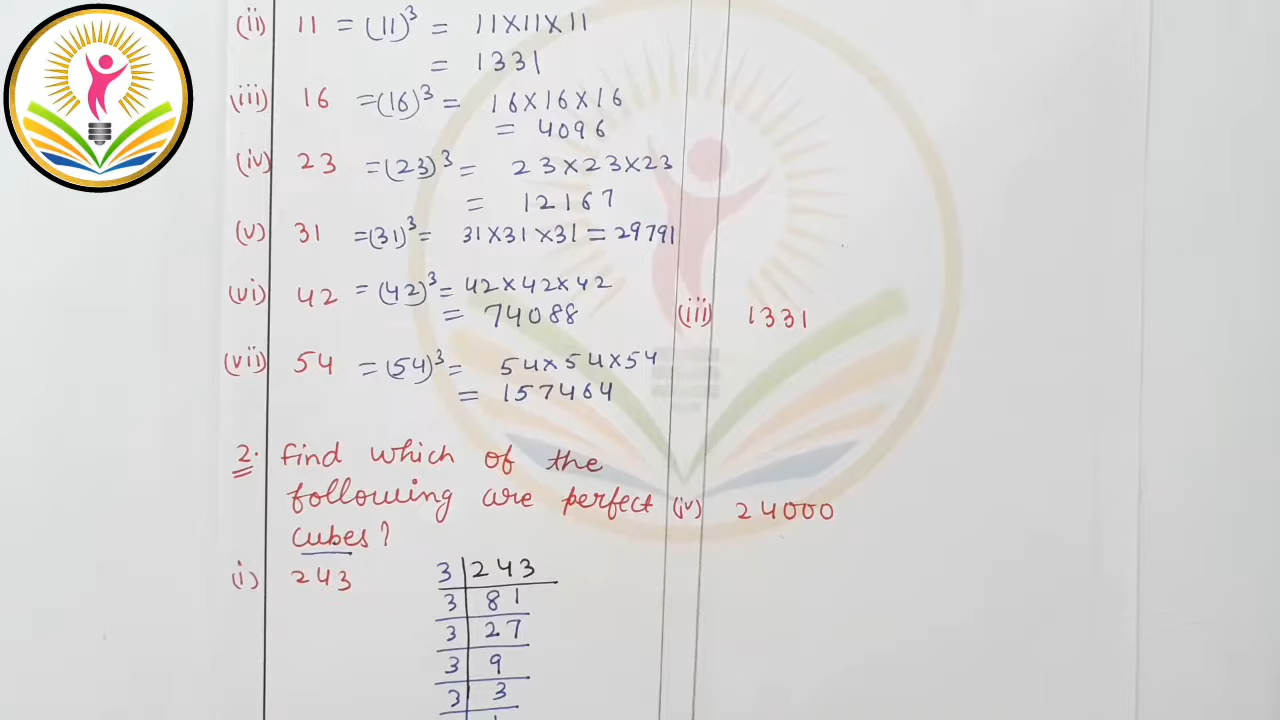 (ii) 11 = (11)³ = 11×11×11
= 1331
(iii) 16 =(16)³ = 16×16×16
= 4096
(iv) 23 =(23)³ = 23×23×23
= 12167
(v) 31 =(31)³= 31×31×31 = 29791
(vi) 42 = (42)³= 42×42×42
= 74088
(vii) 54 = (54)³= 54×54×54
= 157464
2. Find which of the
following are perfect
cubes?
(i) 243
3 | 243
3 | 81
3 | 27
3 | 9
3 | 3
(iii) 1331
(iv) 24000